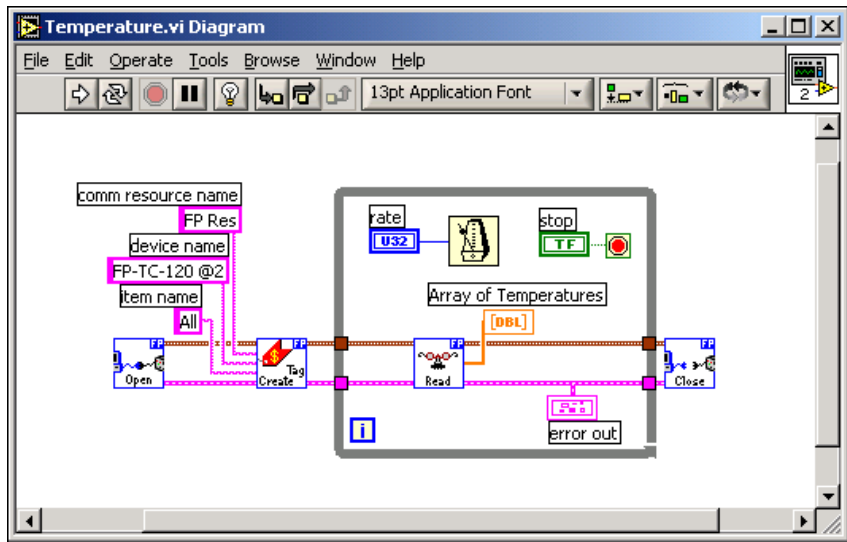 Temperature.vi Diagram
File Edit Operate Tools Browse Window Help
13pt Application Font
2
comm resource name
FP Res
device name
FP-TC-120 @2
item name
All
rate
U32
stop
TF
Array of Temperatures
[DBL]
FP
Open
FP
Tag
Create
FP
Read
FP
Close
i
error out